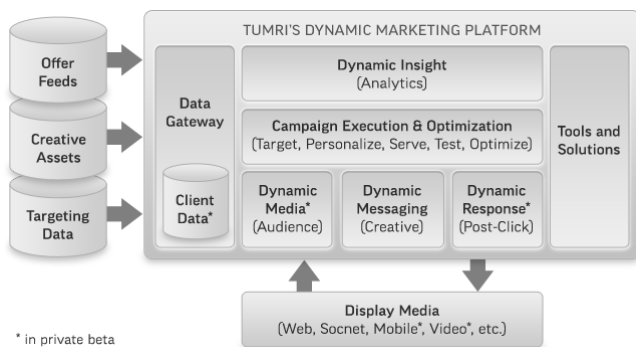 TUMRI'S DYNAMIC MARKETING PLATFORM
Offer
Feeds
Creative
Assets
Targeting
Data
Data
Gateway
Client
Data*
Dynamic Insight
(Analytics)
Campaign Execution & Optimization
(Target, Personalize, Serve, Test, Optimize)
Dynamic
Media*
(Audience)
Dynamic
Messaging
(Creative)
Dynamic
Response*
(Post-Click)
Tools and
Solutions
Display Media
(Web, Socnet, Mobile*, Video*, etc.)
* in private beta